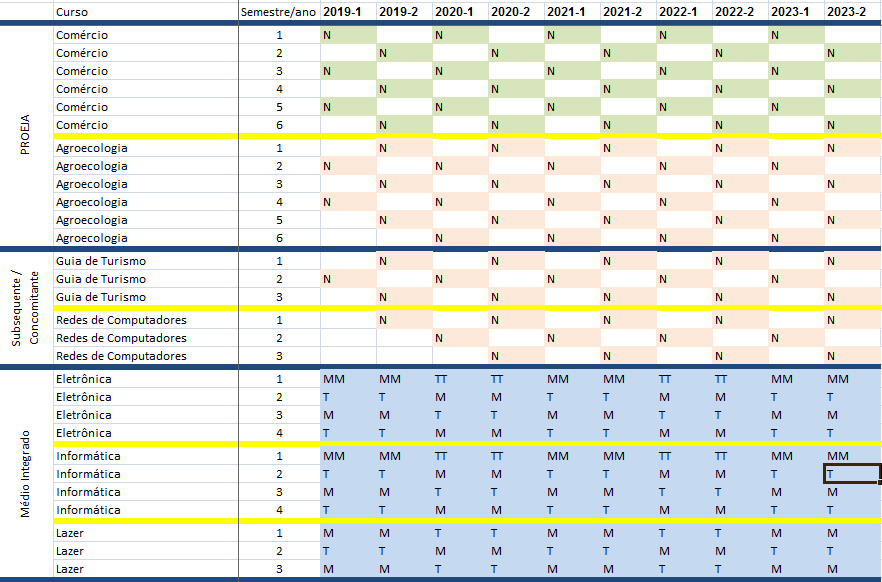 Curso Semestre/ano 2019-1 2019-2 2020-1 2020-2 2021-1 2021-2 2022-1 2022-2 2023-1 2023-2
PROEJA
Comércio 1 N N N N N
Comércio 2 N N N N N
Comércio 3 N N N N N
Comércio 4 N N N N N
Comércio 5 N N N N N
Comércio 6 N N N N N
Agroecologia 1 N N N N N
Agroecologia 2 N N N N N
Agroecologia 3 N N N N N
Agroecologia 4 N N N N N
Agroecologia 5 N N N N N
Agroecologia 6 N N N N
Subsequente /
Concomitante
Guia de Turismo 1 N N N N N
Guia de Turismo 2 N N N N N
Guia de Turismo 3 N N N N N
Redes de Computadores 1 N N N N N
Redes de Computadores 2 N N N N
Redes de Computadores 3 N N N N
Médio Integrado
Eletrônica 1 MM MM TT TT MM MM TT TT MM MM
Eletrônica 2 T T M M T T M M T T
Eletrônica 3 M M T T M M T T M M
Eletrônica 4 T T M M T T M M T T
Informática 1 MM MM TT TT MM MM TT TT MM MM
Informática 2 T T M M T T M M T T
Informática 3 M M T T M M T T M M
Informática 4 T T M M T T M M T T
Lazer 1 M M T T M M T T M M
Lazer 2 T T M M T T M M T T
Lazer 3 M M T T M M T T M M